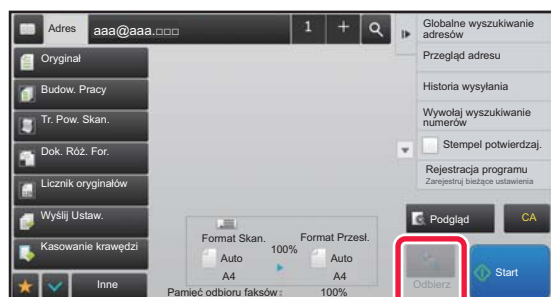 Adres aaa@aaa.□□□ 1 +
Oryginał
Budow. Pracy
Tr. Pow. Skan.
Dok. Róż. For.
Licznik oryginałów
Wyślij Ustaw.
Kasowanie krawędzi
Inne
Format Skan. 100% Format Przesł.
Auto Auto
A4 A4
Pamięć odbioru faksów : 100%
Globalne wyszukiwanie
adresów
Przegląd adresu
Historia wysyłania
Wywołaj wyszukiwanie
numerów
Stempel potwierdzaj.
Rejestracja programu
Zarejestruj bieżące ustawienia
Podgląd CA
Odbierz Start